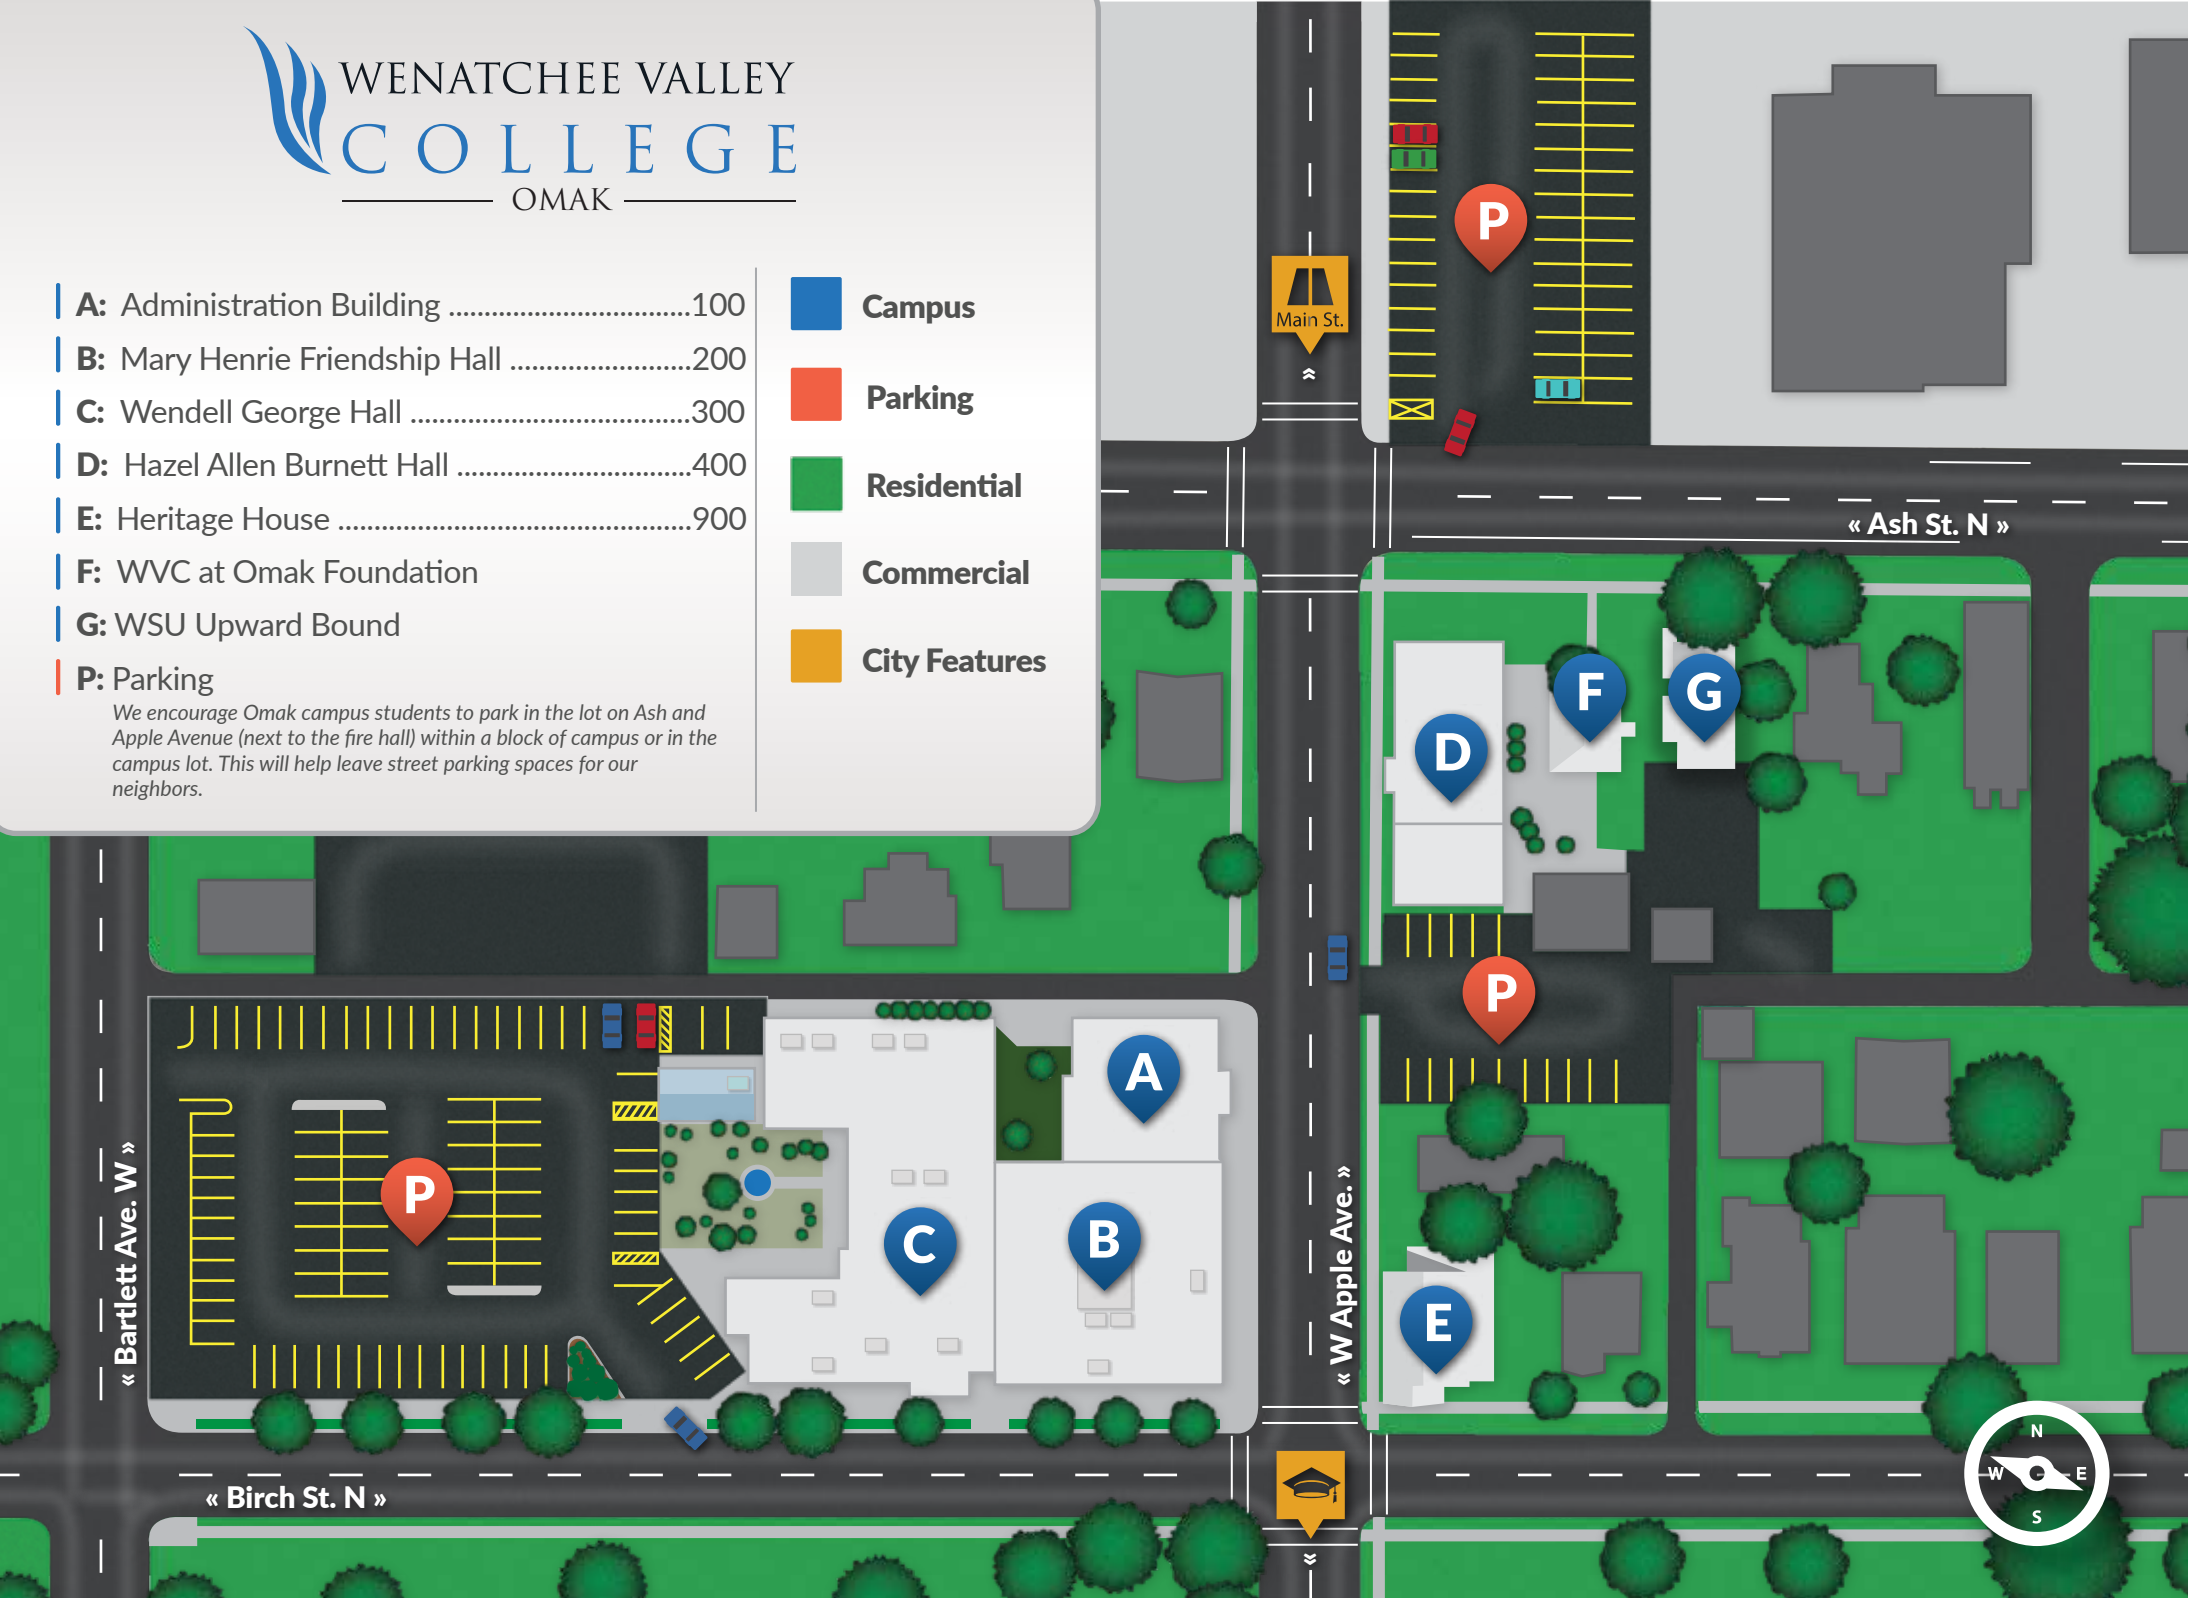 WENATCHEE VALLEY
COLLEGE
OMAK
A: Administration Building ..................................100
B: Mary Henrie Friendship Hall .........................200
C: Wendell George Hall .......................................300
D: Hazel Allen Burnett Hall .................................400
E: Heritage House .................................................900
F: WVC at Omak Foundation
G: WSU Upward Bound
P: Parking
We encourage Omak campus students to park in the lot on Ash and
Apple Avenue (next to the fire hall) within a block of campus or in the
campus lot. This will help leave street parking spaces for our
neighbors.
Campus
Parking
Residential
Commercial
City Features
P
Main St.
« Ash St. N »
F
G
D
P
A
P
C
B
E
« Bartlett Ave. W »
« W Apple Ave. »
« Birch St. N »
N
W
E
S